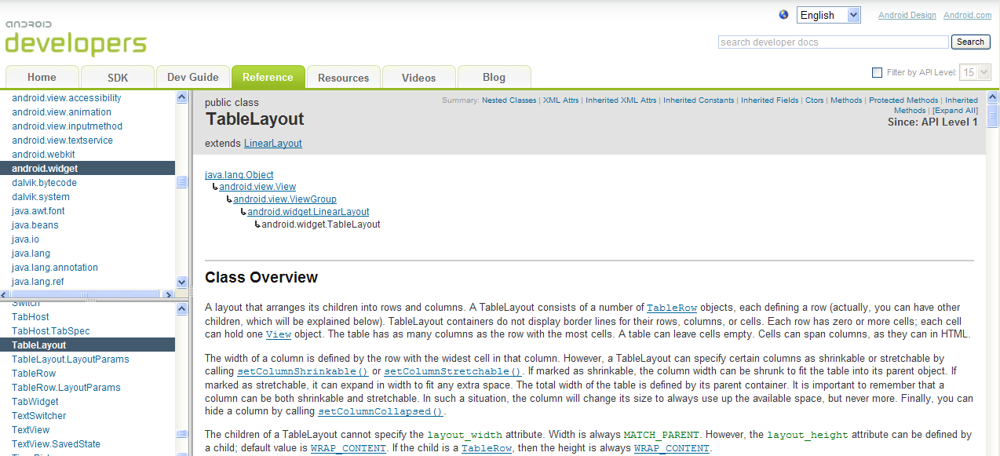 English
Android Design
Android.com
android
developers
search developer docs
Search
Home
SDK
Dev Guide
Reference
Resources
Videos
Blog
Filter by API Level:
15
android.view.accessibility
android.view.animation
android.view.inputmethod
android.view.textservice
android.webkit
android.widget
dalvik.bytecode
dalvik.system
java.awt.font
java.beans
java.io
java.lang
java.lang.annotation
java.lang.ref
Switch
TabHost
TabHost.TabSpec
TableLayout
TableLayout.LayoutParams
TableRow
TableRow.LayoutParams
TabWidget
TextSwitcher
TextView
TextView.SavedState
public class
TableLayout
extends LinearLayout
Summary: Nested Classes | XML Attrs | Inherited XML Attrs | Inherited Constants | Inherited Fields | Ctors | Methods | Protected Methods | Inherited
Methods | [Expand All]
Since: API Level 1
java.lang.Object
android.view.View
android.view.ViewGroup
android.widget.LinearLayout
android.widget.TableLayout
Class Overview
A layout that arranges its children into rows and columns. A TableLayout consists of a number of TableRow objects, each defining a row (actually, you can have other
children, which will be explained below). TableLayout containers do not display border lines for their rows, columns, or cells. Each row has zero or more cells; each cell
can hold one View object. The table has as many columns as the row with the most cells. A table can leave cells empty. Cells can span columns, as they can in HTML.
The width of a column is defined by the row with the widest cell in that column. However, a TableLayout can specify certain columns as shrinkable or stretchable by
calling setColumnShrinkable() or setColumnStretchable(). If marked as shrinkable, the column width can be shrunk to fit the table into its parent object. If
marked as stretchable, it can expand in width to fit any extra space. The total width of the table is defined by its parent container. It is important to remember that a
column can be both shrinkable and stretchable. In such a situation, the column will change its size to always use up the available space, but never more. Finally, you can
hide a column by calling setColumnCollapsed().
The children of a TableLayout cannot specify the layout_width attribute. Width is always MATCH_PARENT. However, the layout_height attribute can be defined by
a child; default value is WRAP_CONTENT. If the child is a TableRow, then the height is always WRAP_CONTENT.